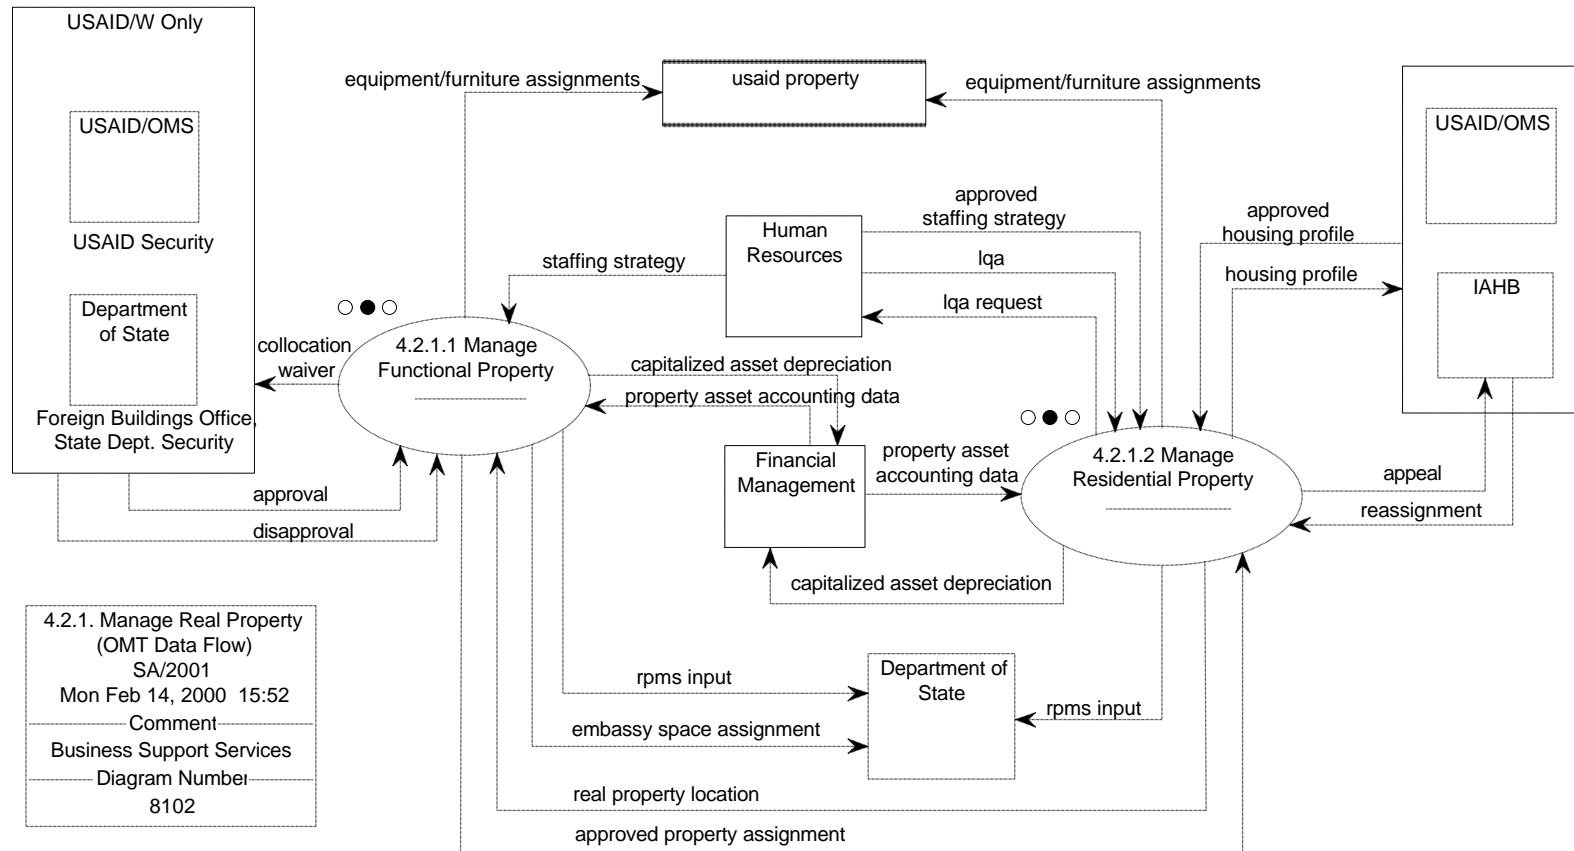 USAID/W Only
USAID/OMS
USAID Security
Department
of State
Foreign Buildings Office,
State Dept. Security
collocation
waiver
approval
disapproval
equipment/furniture assignments
usaid property
equipment/furniture assignments
staffing strategy
Human
Resources
approved
staffing strategy
lqa
lqa request
4.2.1.1 Manage
Functional Property
capitalized asset depreciation
property asset accounting data
Financial
Management
property asset
accounting data
capitalized asset depreciation
4.2.1.2 Manage
Residential Property
approved
housing profile
housing profile
USAID/OMS
IAHB
appeal
reassignment
rpms input
embassy space assignment
Department of
State
rpms input
real property location
approved property assignment
4.2.1. Manage Real Property
(OMT Data Flow)
SA/2001
Mon Feb 14, 2000 15:52
Comment
Business Support Services
Diagram Number
8102